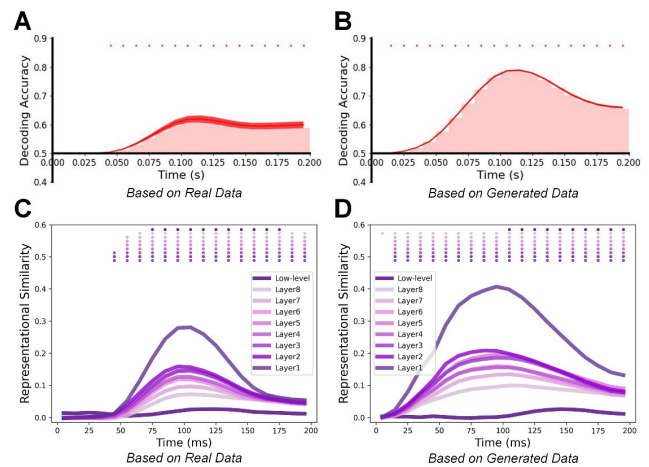 A
B
0.9
0.8
0.7
0.6
0.5
0.4
Decoding Accuracy
0.000 0.025 0.050 0.075 0.100 0.125 0.150 0.175 0.200
Time (s)
Based on Real Data
0.9
0.8
0.7
0.6
0.5
0.4
Decoding Accuracy
0.000 0.025 0.050 0.075 0.100 0.125 0.150 0.175 0.200
Time (s)
Based on Generated Data
C
D
0.6
0.5
0.4
0.3
0.2
0.1
0.0
Representational Similarity
Low-level
Layer8
Layer7
Layer6
Layer5
Layer4
Layer3
Layer2
Layer1
0 25 50 75 100 125 150 175 200
Time (ms)
Based on Real Data
0.6
0.5
0.4
0.3
0.2
0.1
0.0
Representational Similarity
Low-level
Layer8
Layer7
Layer6
Layer5
Layer4
Layer3
Layer2
Layer1
0 25 50 75 100 125 150 175 200
Time (ms)
Based on Generated Data